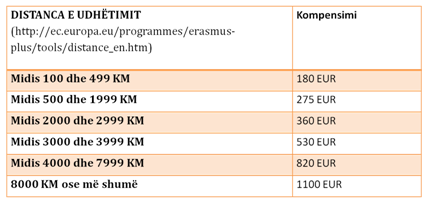 DISTANCA E UDHËTIMIT Kompensimi
(http://ec.europa.eu/programmes/erasmus-
plus/tools/distance_en.htm)
Midis 100 dhe 499 KM 180 EUR
Midis 500 dhe 1999 KM 275 EUR
Midis 2000 dhe 2999 KM 360 EUR
Midis 3000 dhe 3999 KM 530 EUR
Midis 4000 dhe 7999 KM 820 EUR
8000 KM ose më shumë 1100 EUR